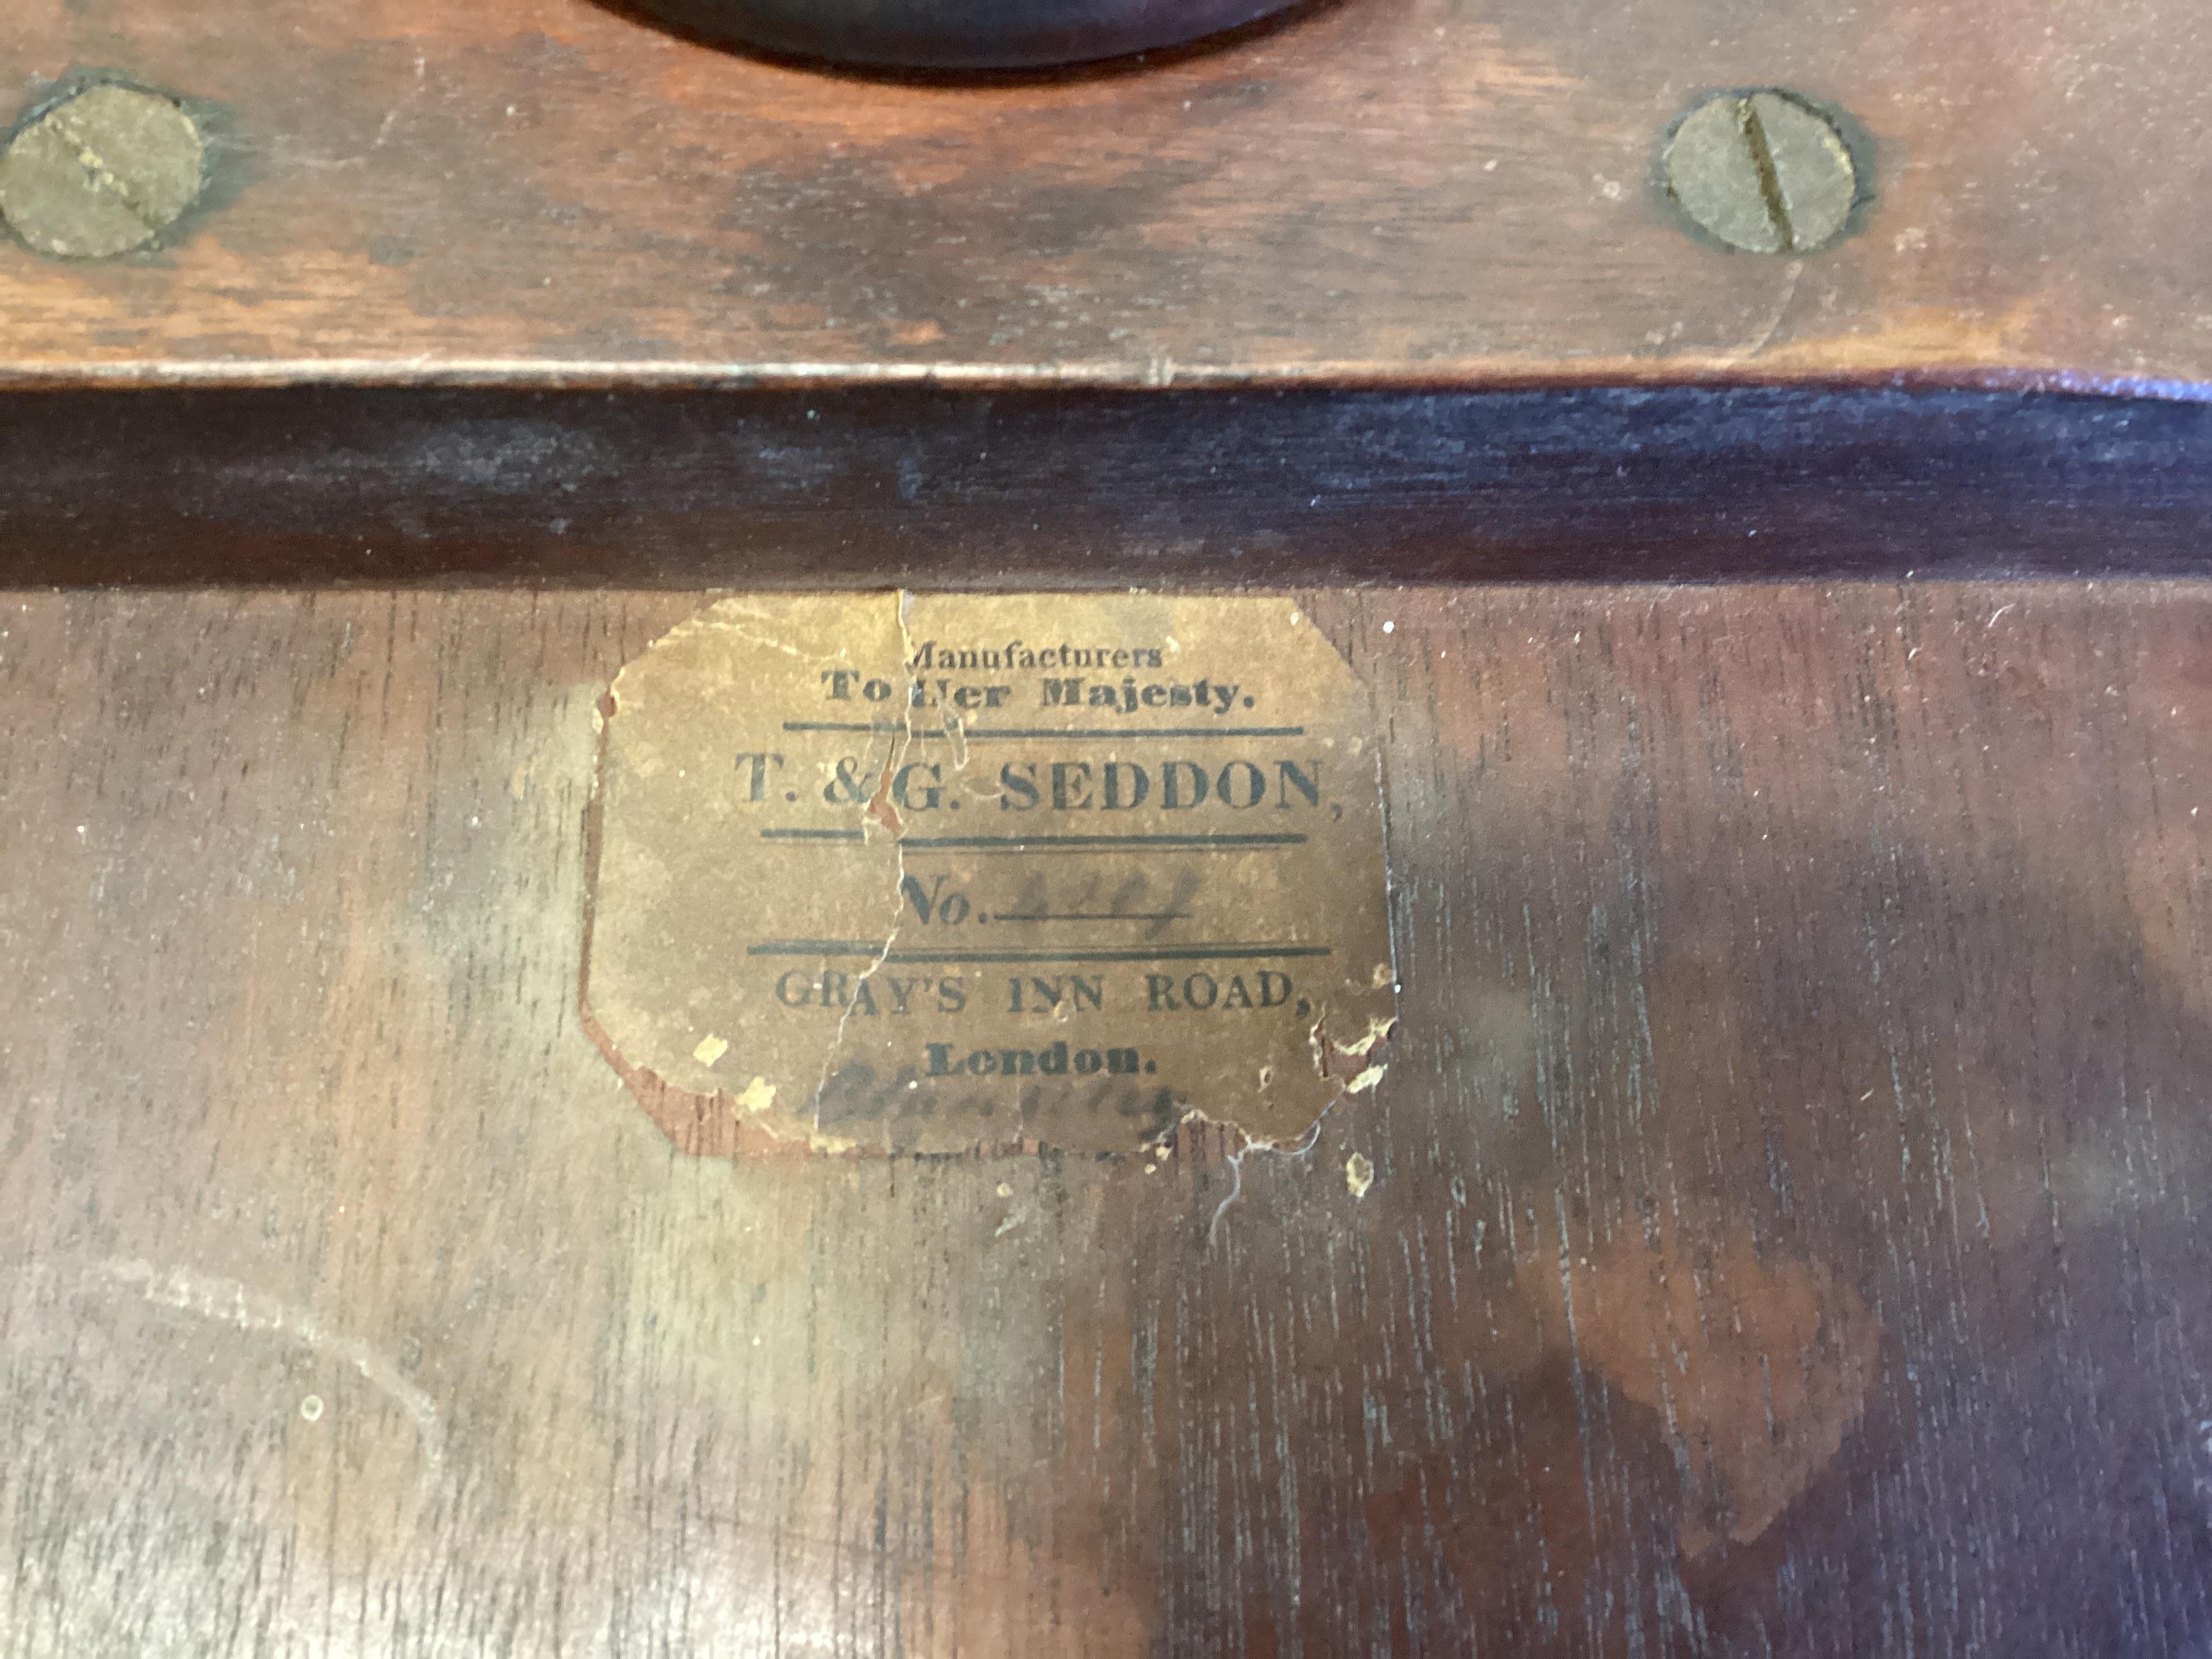 Manufacturers
To Her Majesty.
T. & G. SEDDON,
No.
GRAY'S INN ROAD,
London.